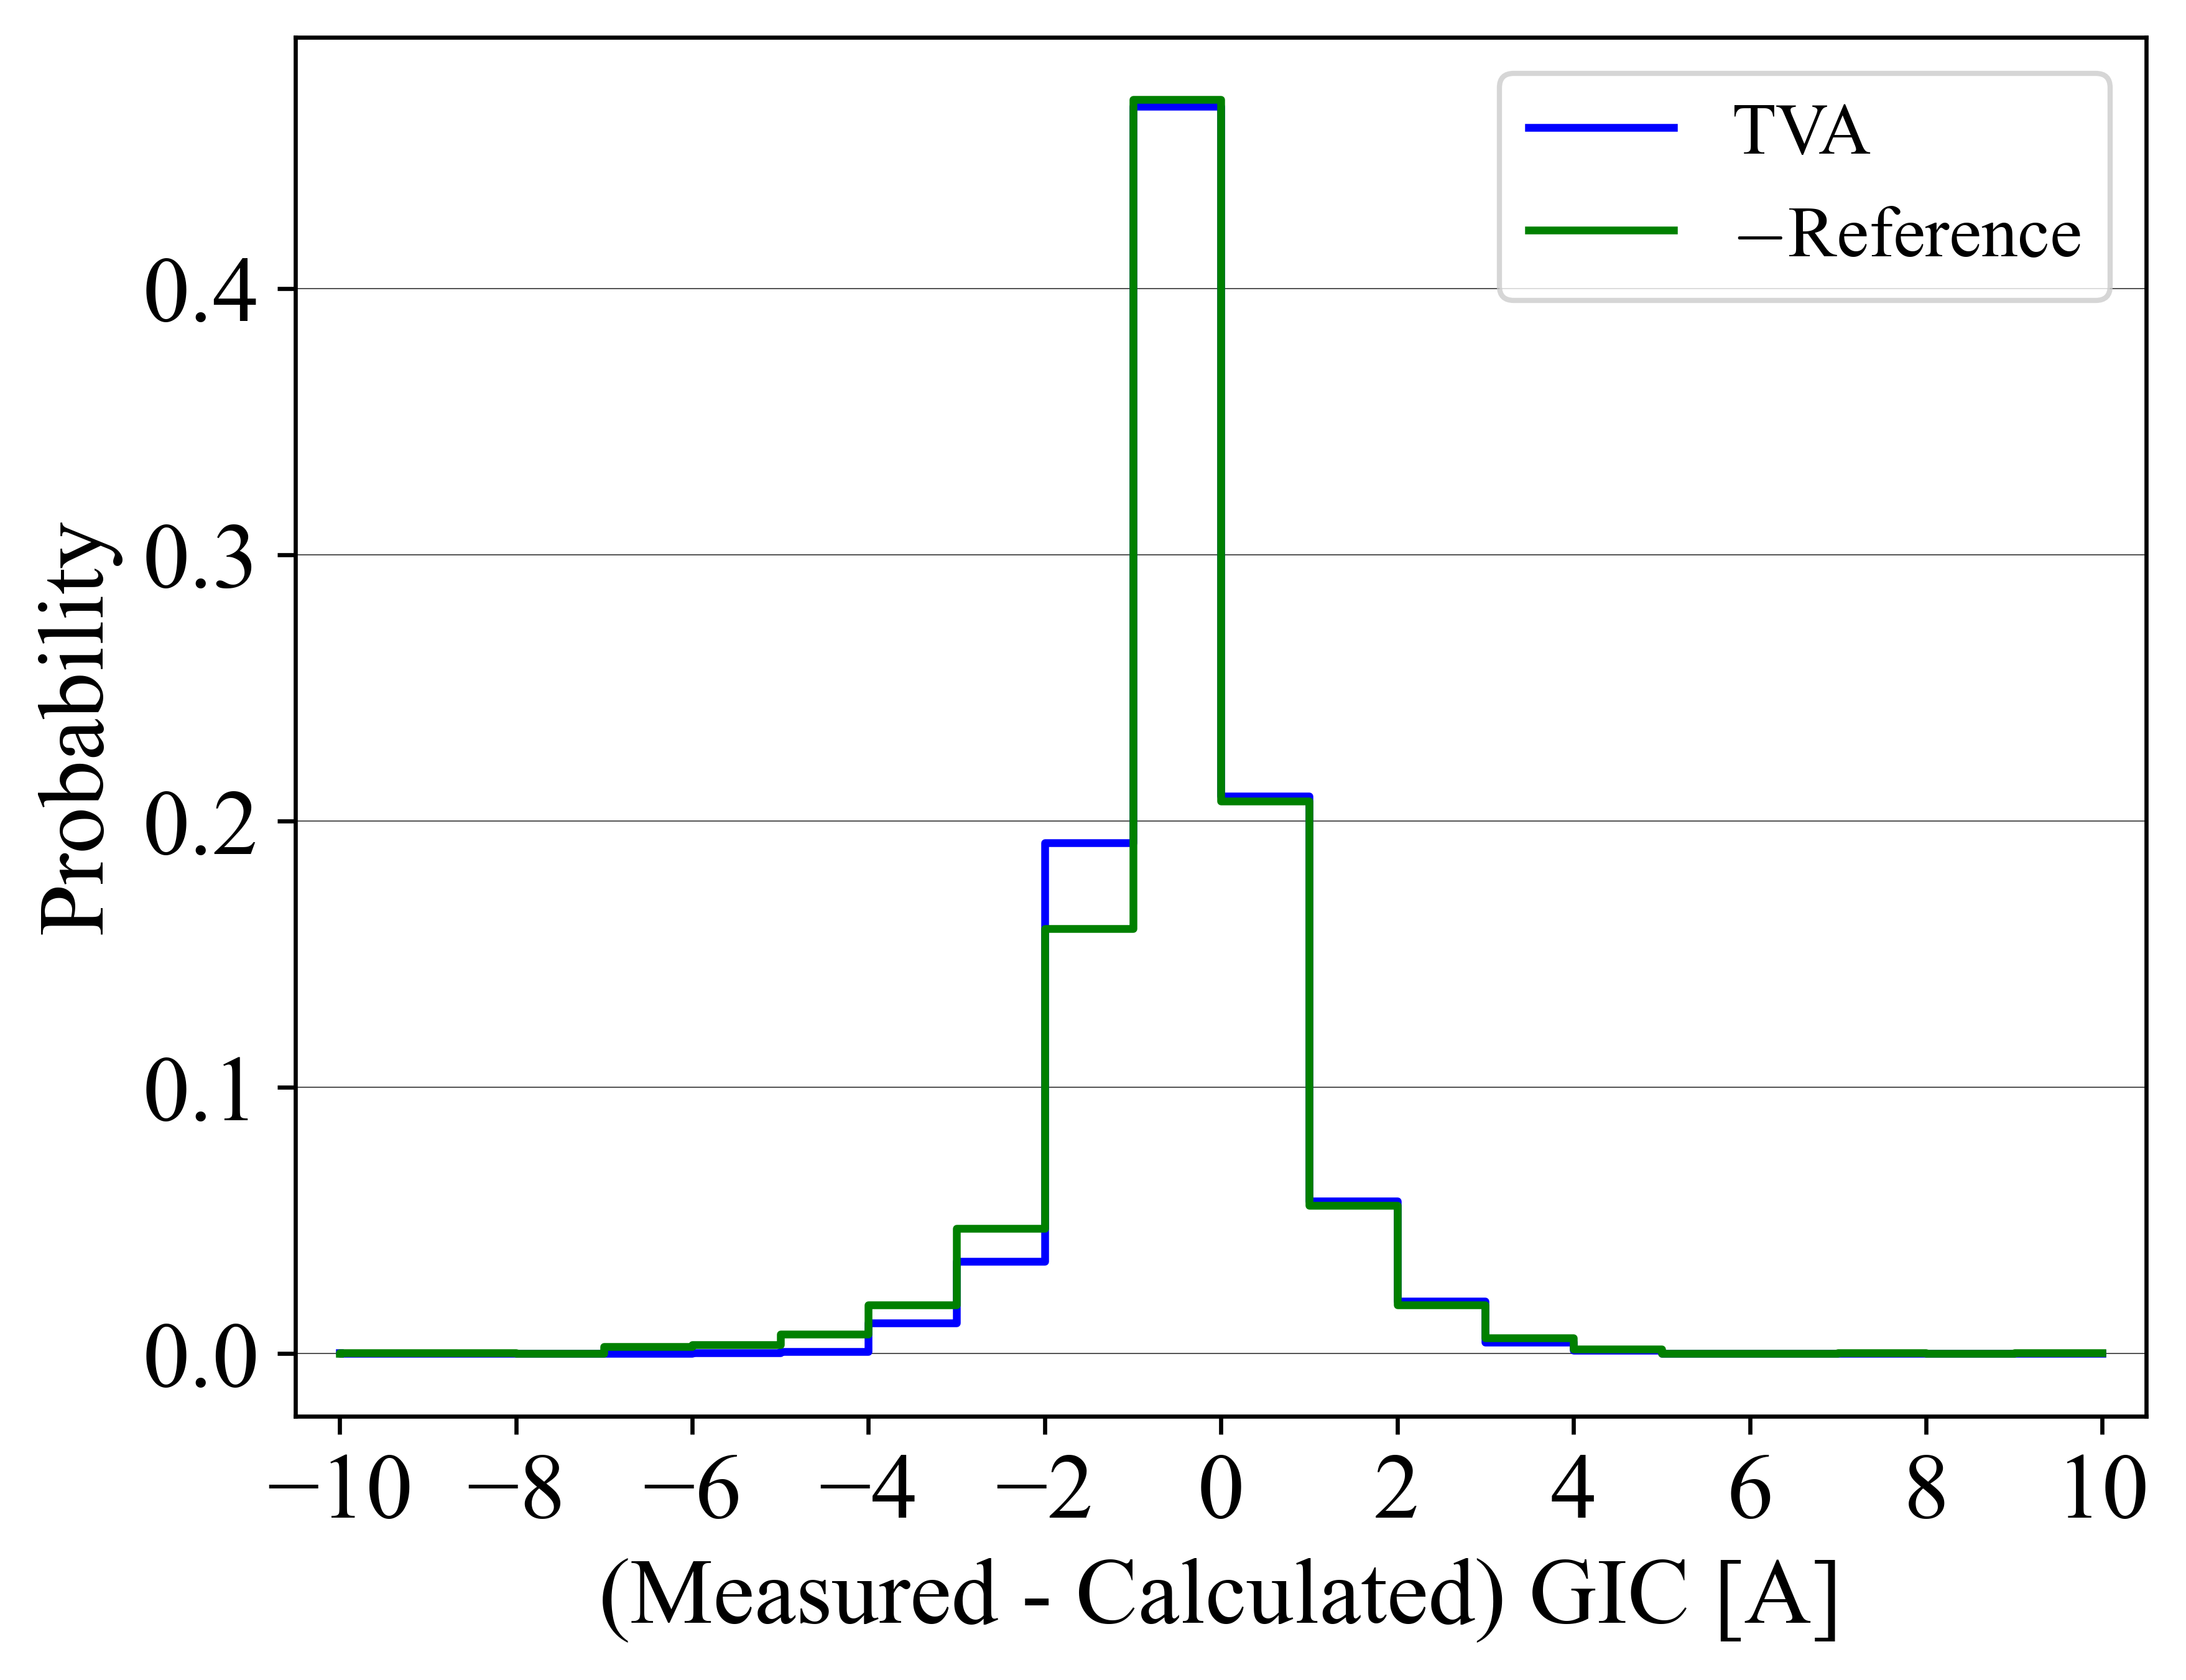 TVA
−Reference
0.4
0.3
0.2
0.1
0.0
Probability
−10 −8 −6 −4 −2 0 2 4 6 8 10
(Measured - Calculated) GIC [A]